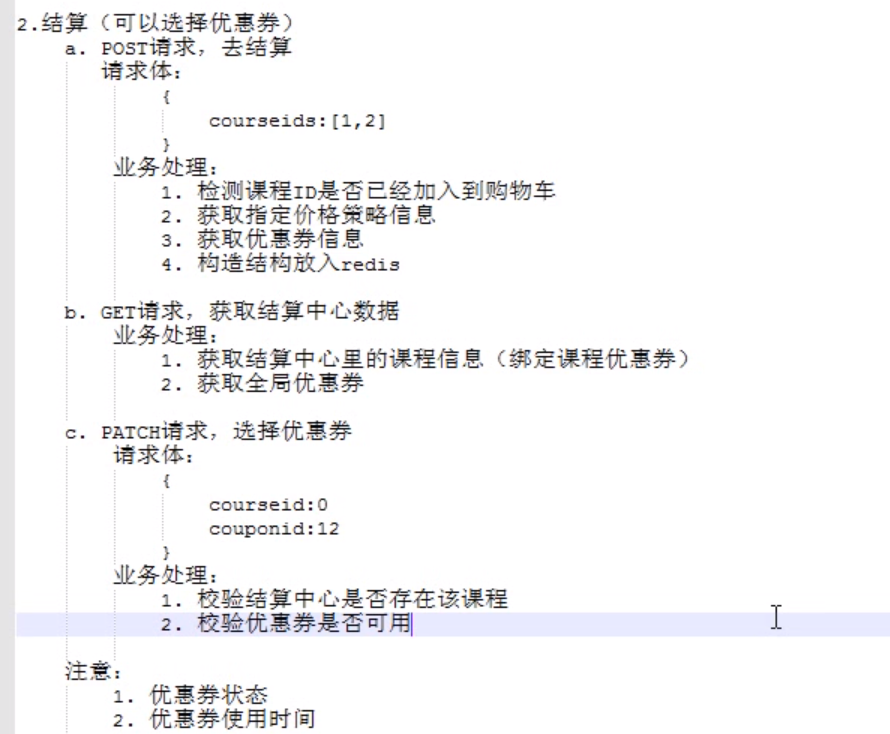 2.结算（可以选择优惠券）
a. POST请求，去结算
请求体：
{
courseids:[1,2]
}
业务处理：
1. 检测课程ID是否已经加入到购物车
2. 获取指定价格策略信息
3. 获取优惠券信息
4. 构造结构放入redis
b. GET请求，获取结算中心数据
业务处理：
1. 获取结算中心里的课程信息（绑定课程优惠券）
2. 获取全局优惠券
c. PATCH请求，选择优惠券
请求体：
{
courseid:0
couponid:12
}
业务处理：
1. 校验结算中心是否存在该课程
2. 校验优惠券是否可用
注意：
1. 优惠券状态
2. 优惠券使用时间